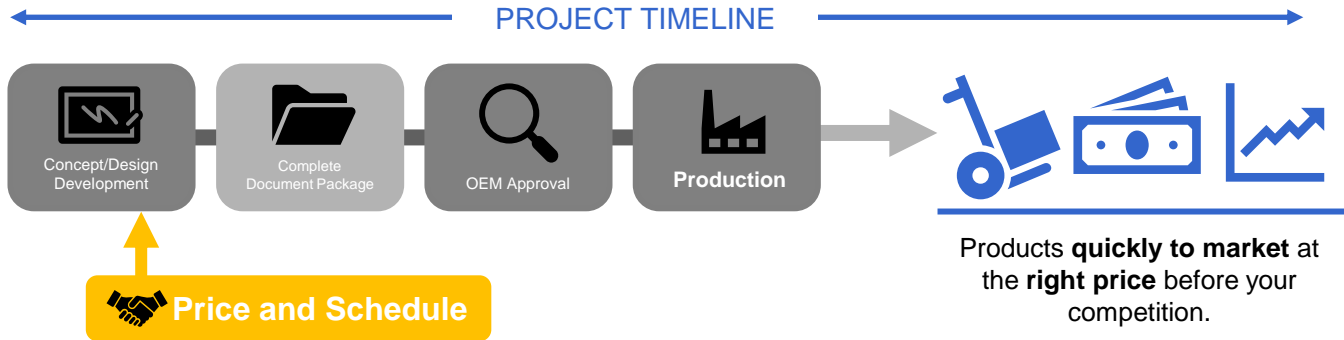 PROJECT TIMELINE
Concept/Design
Development
Complete
Document Package
OEM Approval
Production
Price and Schedule
Products quickly to market at
the right price before your
competition.